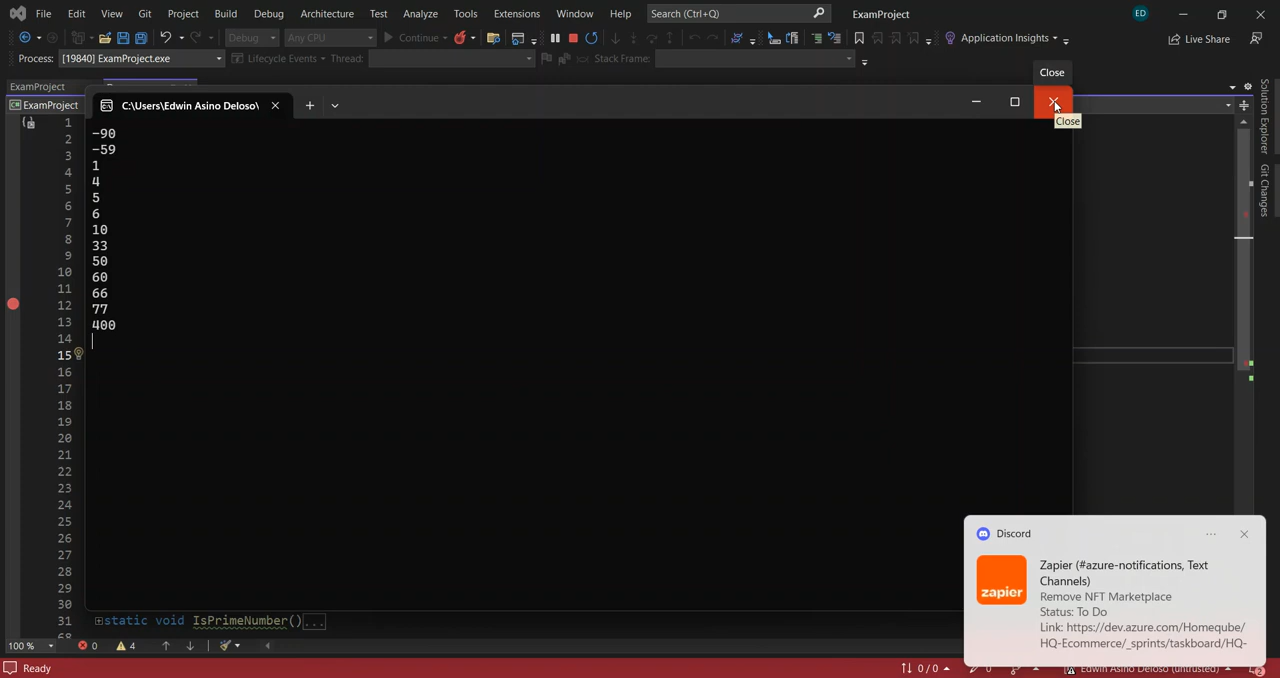 File Edit View Git Project Build Debug Architecture Test Analyze Tools Extensions Window Help Search (Ctrl+Q) ExamProject ED
Debug Any CPU Continue Application Insights Live Share
Process: [19840] ExamProject.exe Lifecycle Events Thread: Stack Frame:
Close
ExamProject
ExamProject
C:\Users\Edwin Asino Deloso\
Close
-90
-59
1
4
5
6
10
33
50
60
66
77
400
1
2
3
4
5
6
7
8
9
10
11
12
13
14
15
16
17
18
19
20
21
22
23
24
25
26
27
28
29
30
31 static void IsPrimeNumber()...
68
Solution Explorer
Git Changes
Discord
Zapier (#azure-notifications, Text
Channels)
Remove NFT Marketplace
Status: To Do
Link: https://dev.azure.com/Homeqube/
HQ-Ecommerce/_sprints/taskboard/HQ-
zapier
100 % 0 4
Ready 0 / 0 0 Edwin Asino Deloso (untrusted) 2